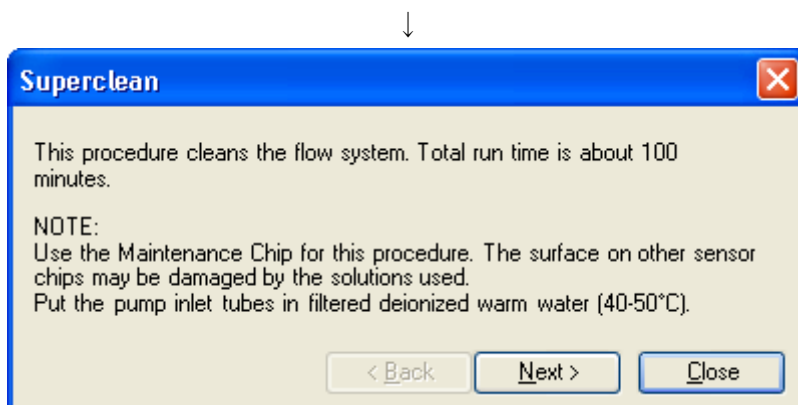 ↓
Superclean
This procedure cleans the flow system. Total run time is about 100
minutes.
NOTE:
Use the Maintenance Chip for this procedure. The surface on other sensor
chips may be damaged by the solutions used.
Put the pump inlet tubes in filtered deionized warm water (40-50°C).
< Back
Next >
Close